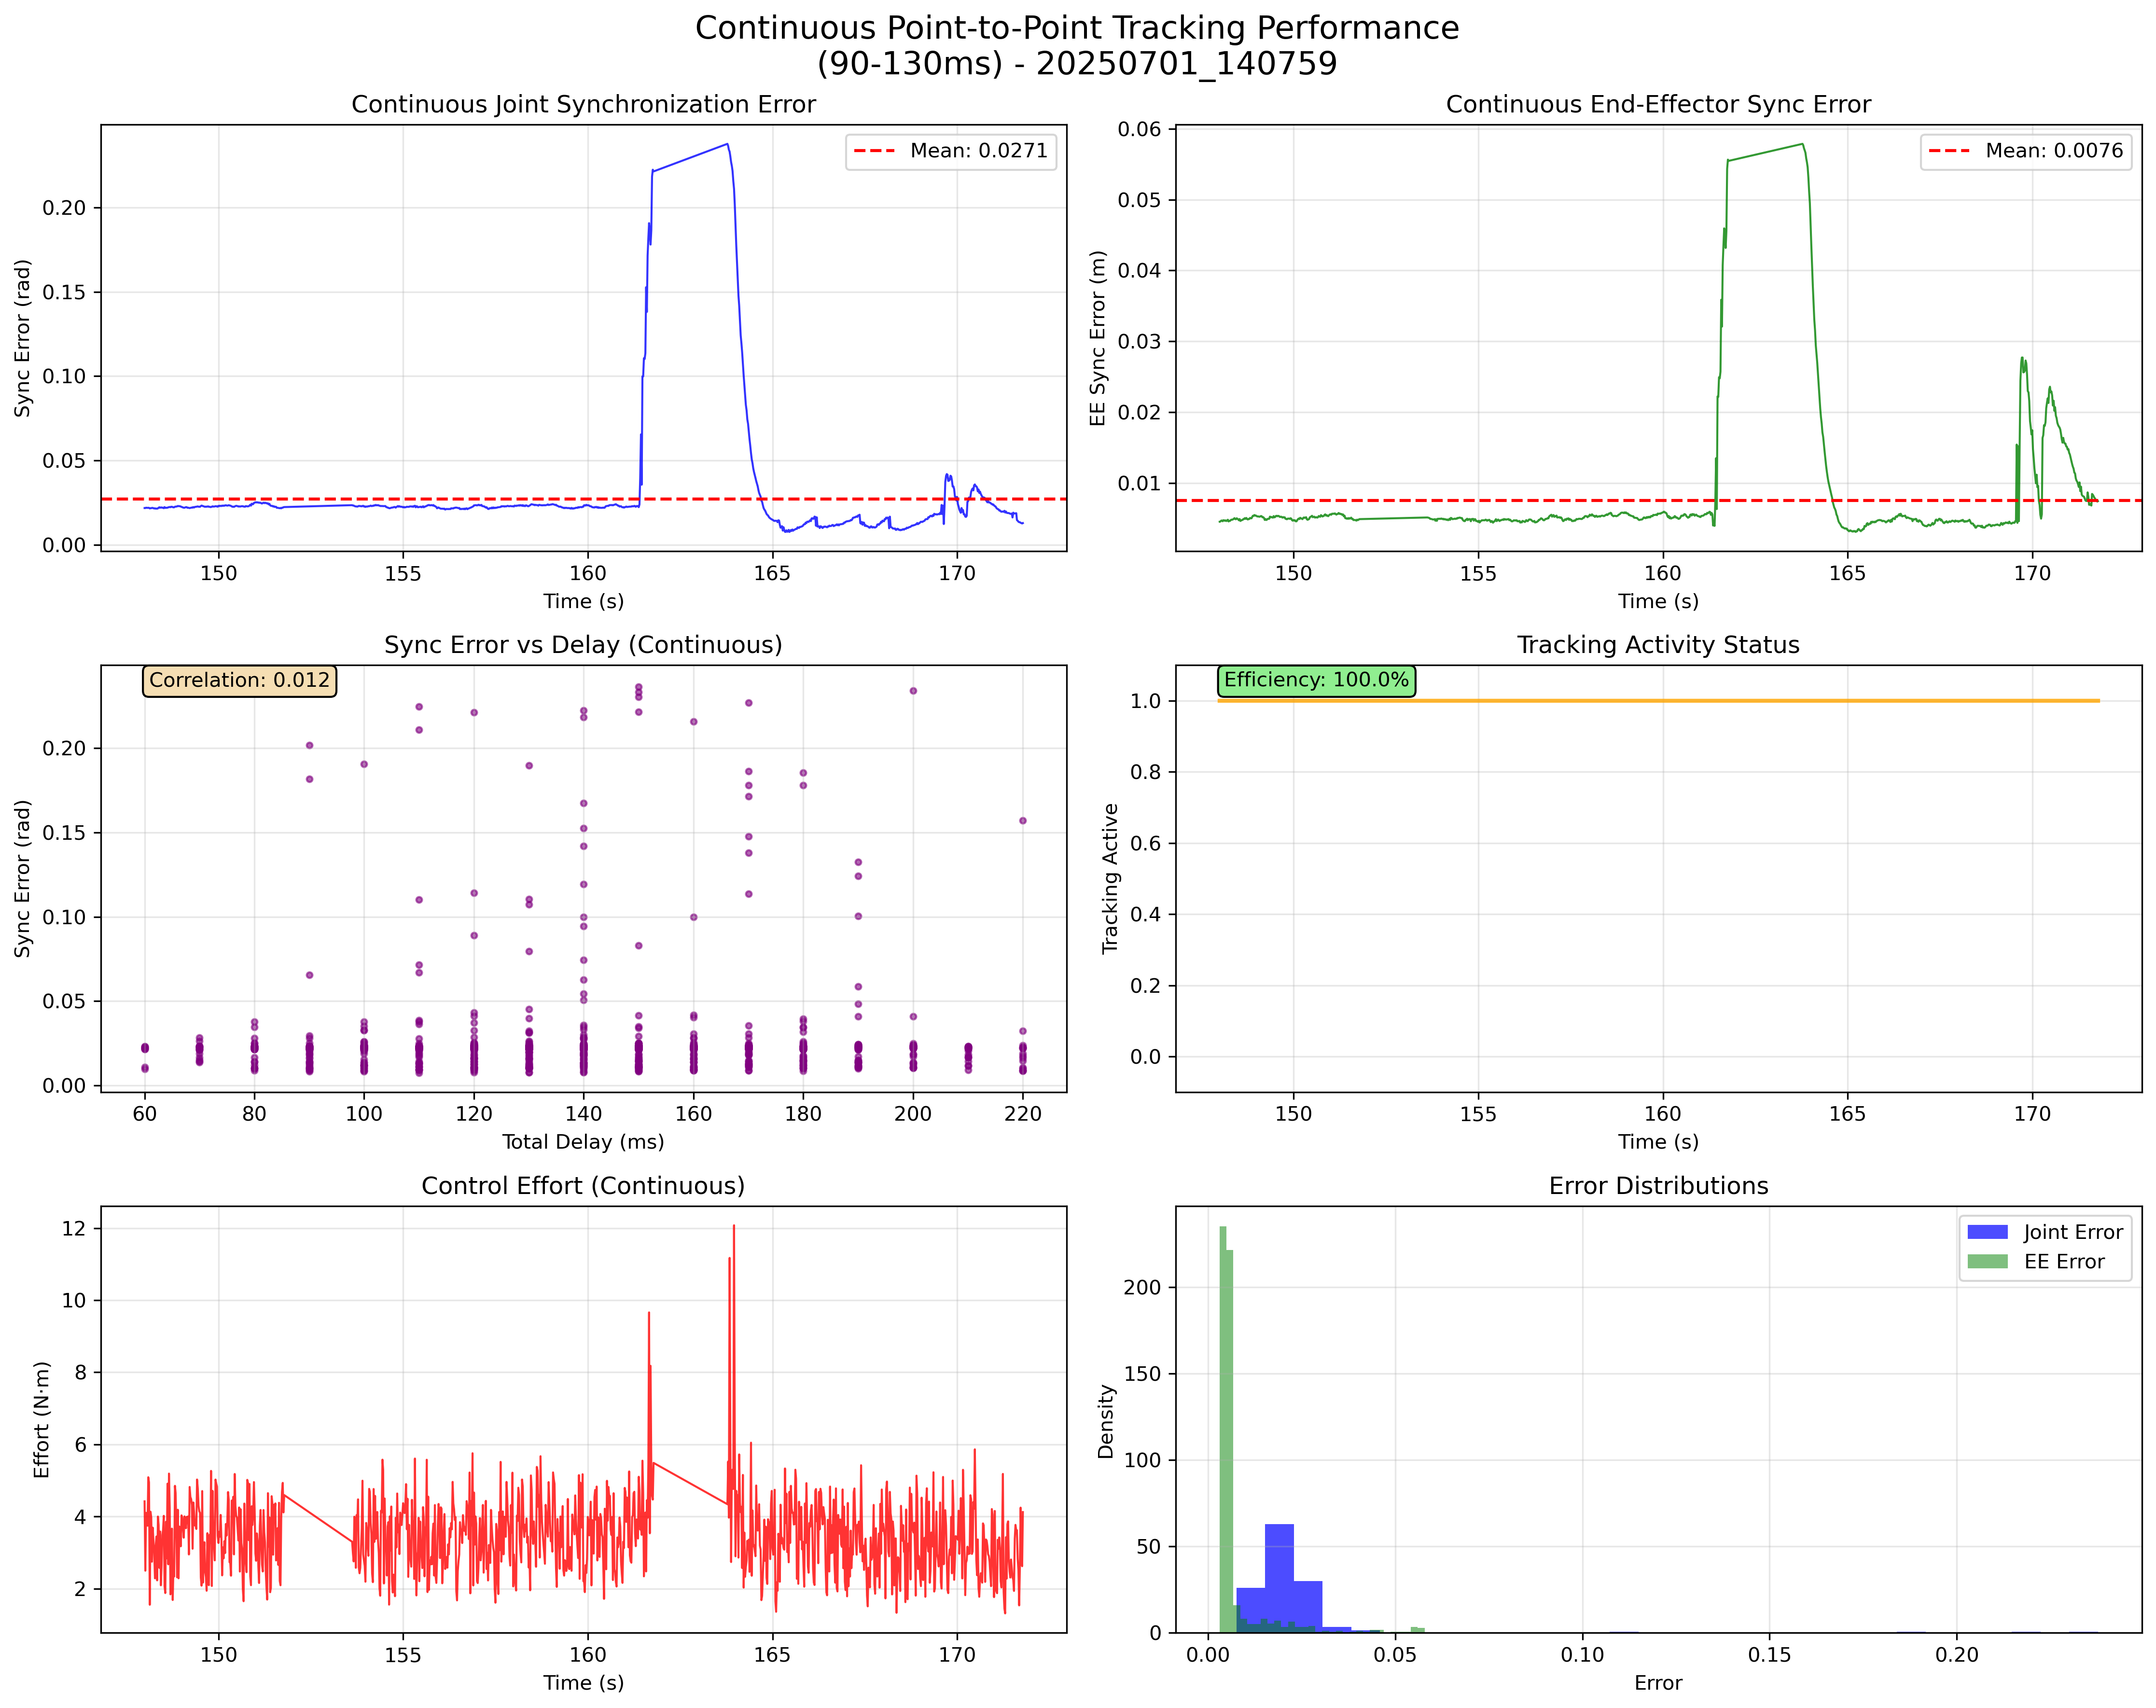 Continuous Point-to-Point Tracking Performance
(90-130ms) - 20250701_140759
Continuous Joint Synchronization Error
Mean: 0.0271
Sync Error (rad)
0.20
0.15
0.10
0.05
0.00
150 155 160 165 170
Time (s)
Continuous End-Effector Sync Error
Mean: 0.0076
EE Sync Error (m)
0.06
0.05
0.04
0.03
0.02
0.01
150 155 160 165 170
Time (s)
Sync Error vs Delay (Continuous)
Correlation: 0.012
Sync Error (rad)
0.20
0.15
0.10
0.05
0.00
60 80 100 120 140 160 180 200 220
Total Delay (ms)
Tracking Activity Status
Efficiency: 100.0%
Tracking Active
1.0
0.8
0.6
0.4
0.2
0.0
150 155 160 165 170
Time (s)
Control Effort (Continuous)
Effort (N·m)
12
10
8
6
4
2
150 155 160 165 170
Time (s)
Error Distributions
Joint Error
EE Error
Density
200
150
100
50
0
0.00 0.05 0.10 0.15 0.20
Error